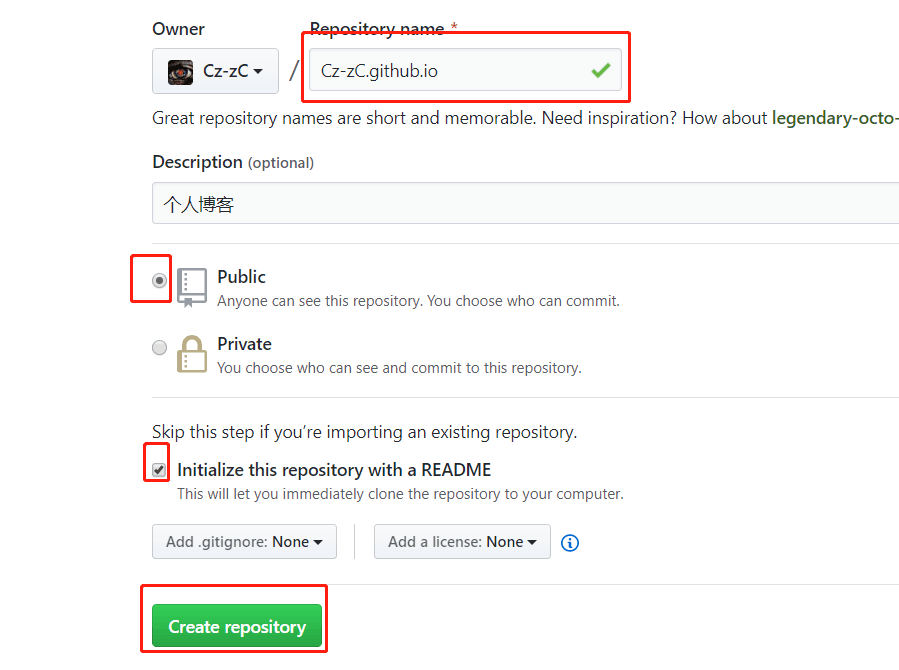 Owner
Repository name *
Cz-zC
/
Cz-zC.github.io
Great repository names are short and memorable. Need inspiration? How about legendary-octo-
Description (optional)
个人博客
Public
Anyone can see this repository. You choose who can commit.
Private
You choose who can see and commit to this repository.
Skip this step if you’re importing an existing repository.
Initialize this repository with a README
This will let you immediately clone the repository to your computer.
Add .gitignore: None
Add a license: None
Create repository